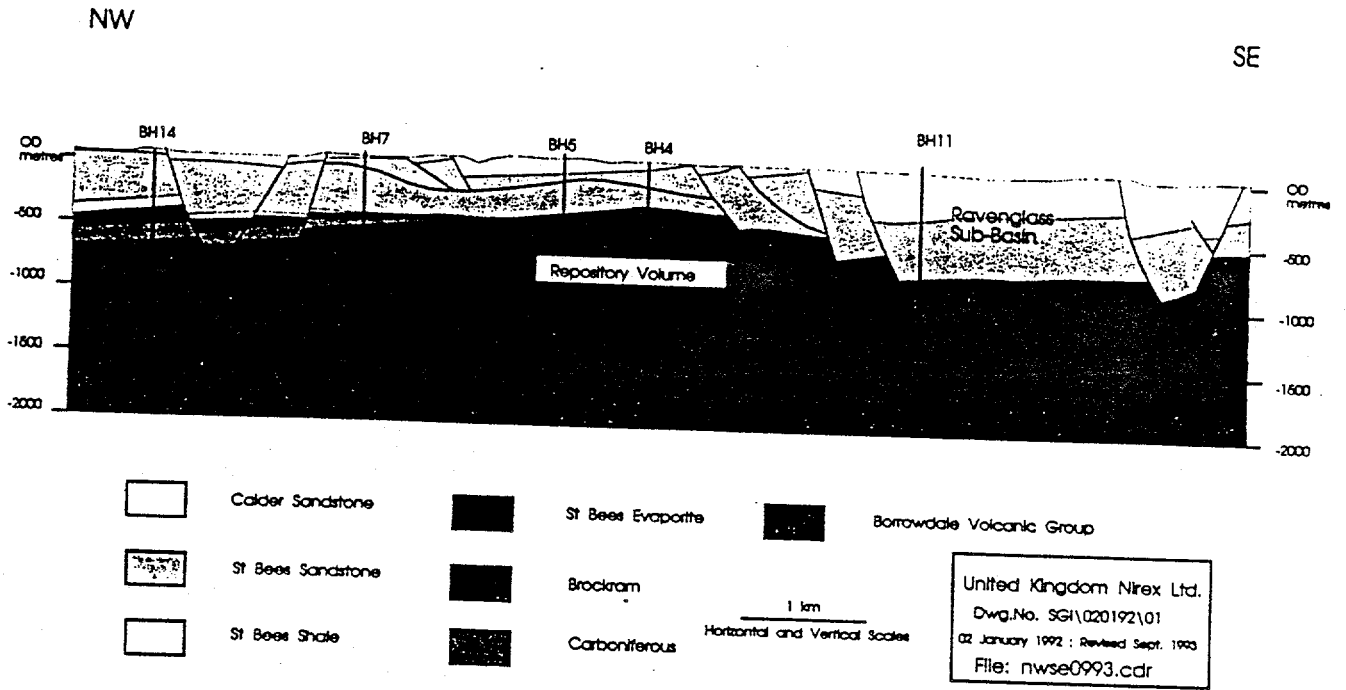 NW
SE
BH14
BH7
BH5
BH4
BH11
OD
metres
-500
-1000
-1500
-2000
OD
metres
-500
-1000
-1500
-2000
Ravenglass
Sub-Basin
Repository Volume
Calder Sandstone
St Bees Sandstone
St Bees Shale
St Bees Evaporite
Brockram
Carboniferous
Borrowdale Volcanic Group
1 km
Horizontal and Vertical Scales
United Kingdom Nirex Ltd.
Dwg.No. SGI\020192\01
02 January 1992 : Revised Sept. 1993
File: nwse0993.cdr